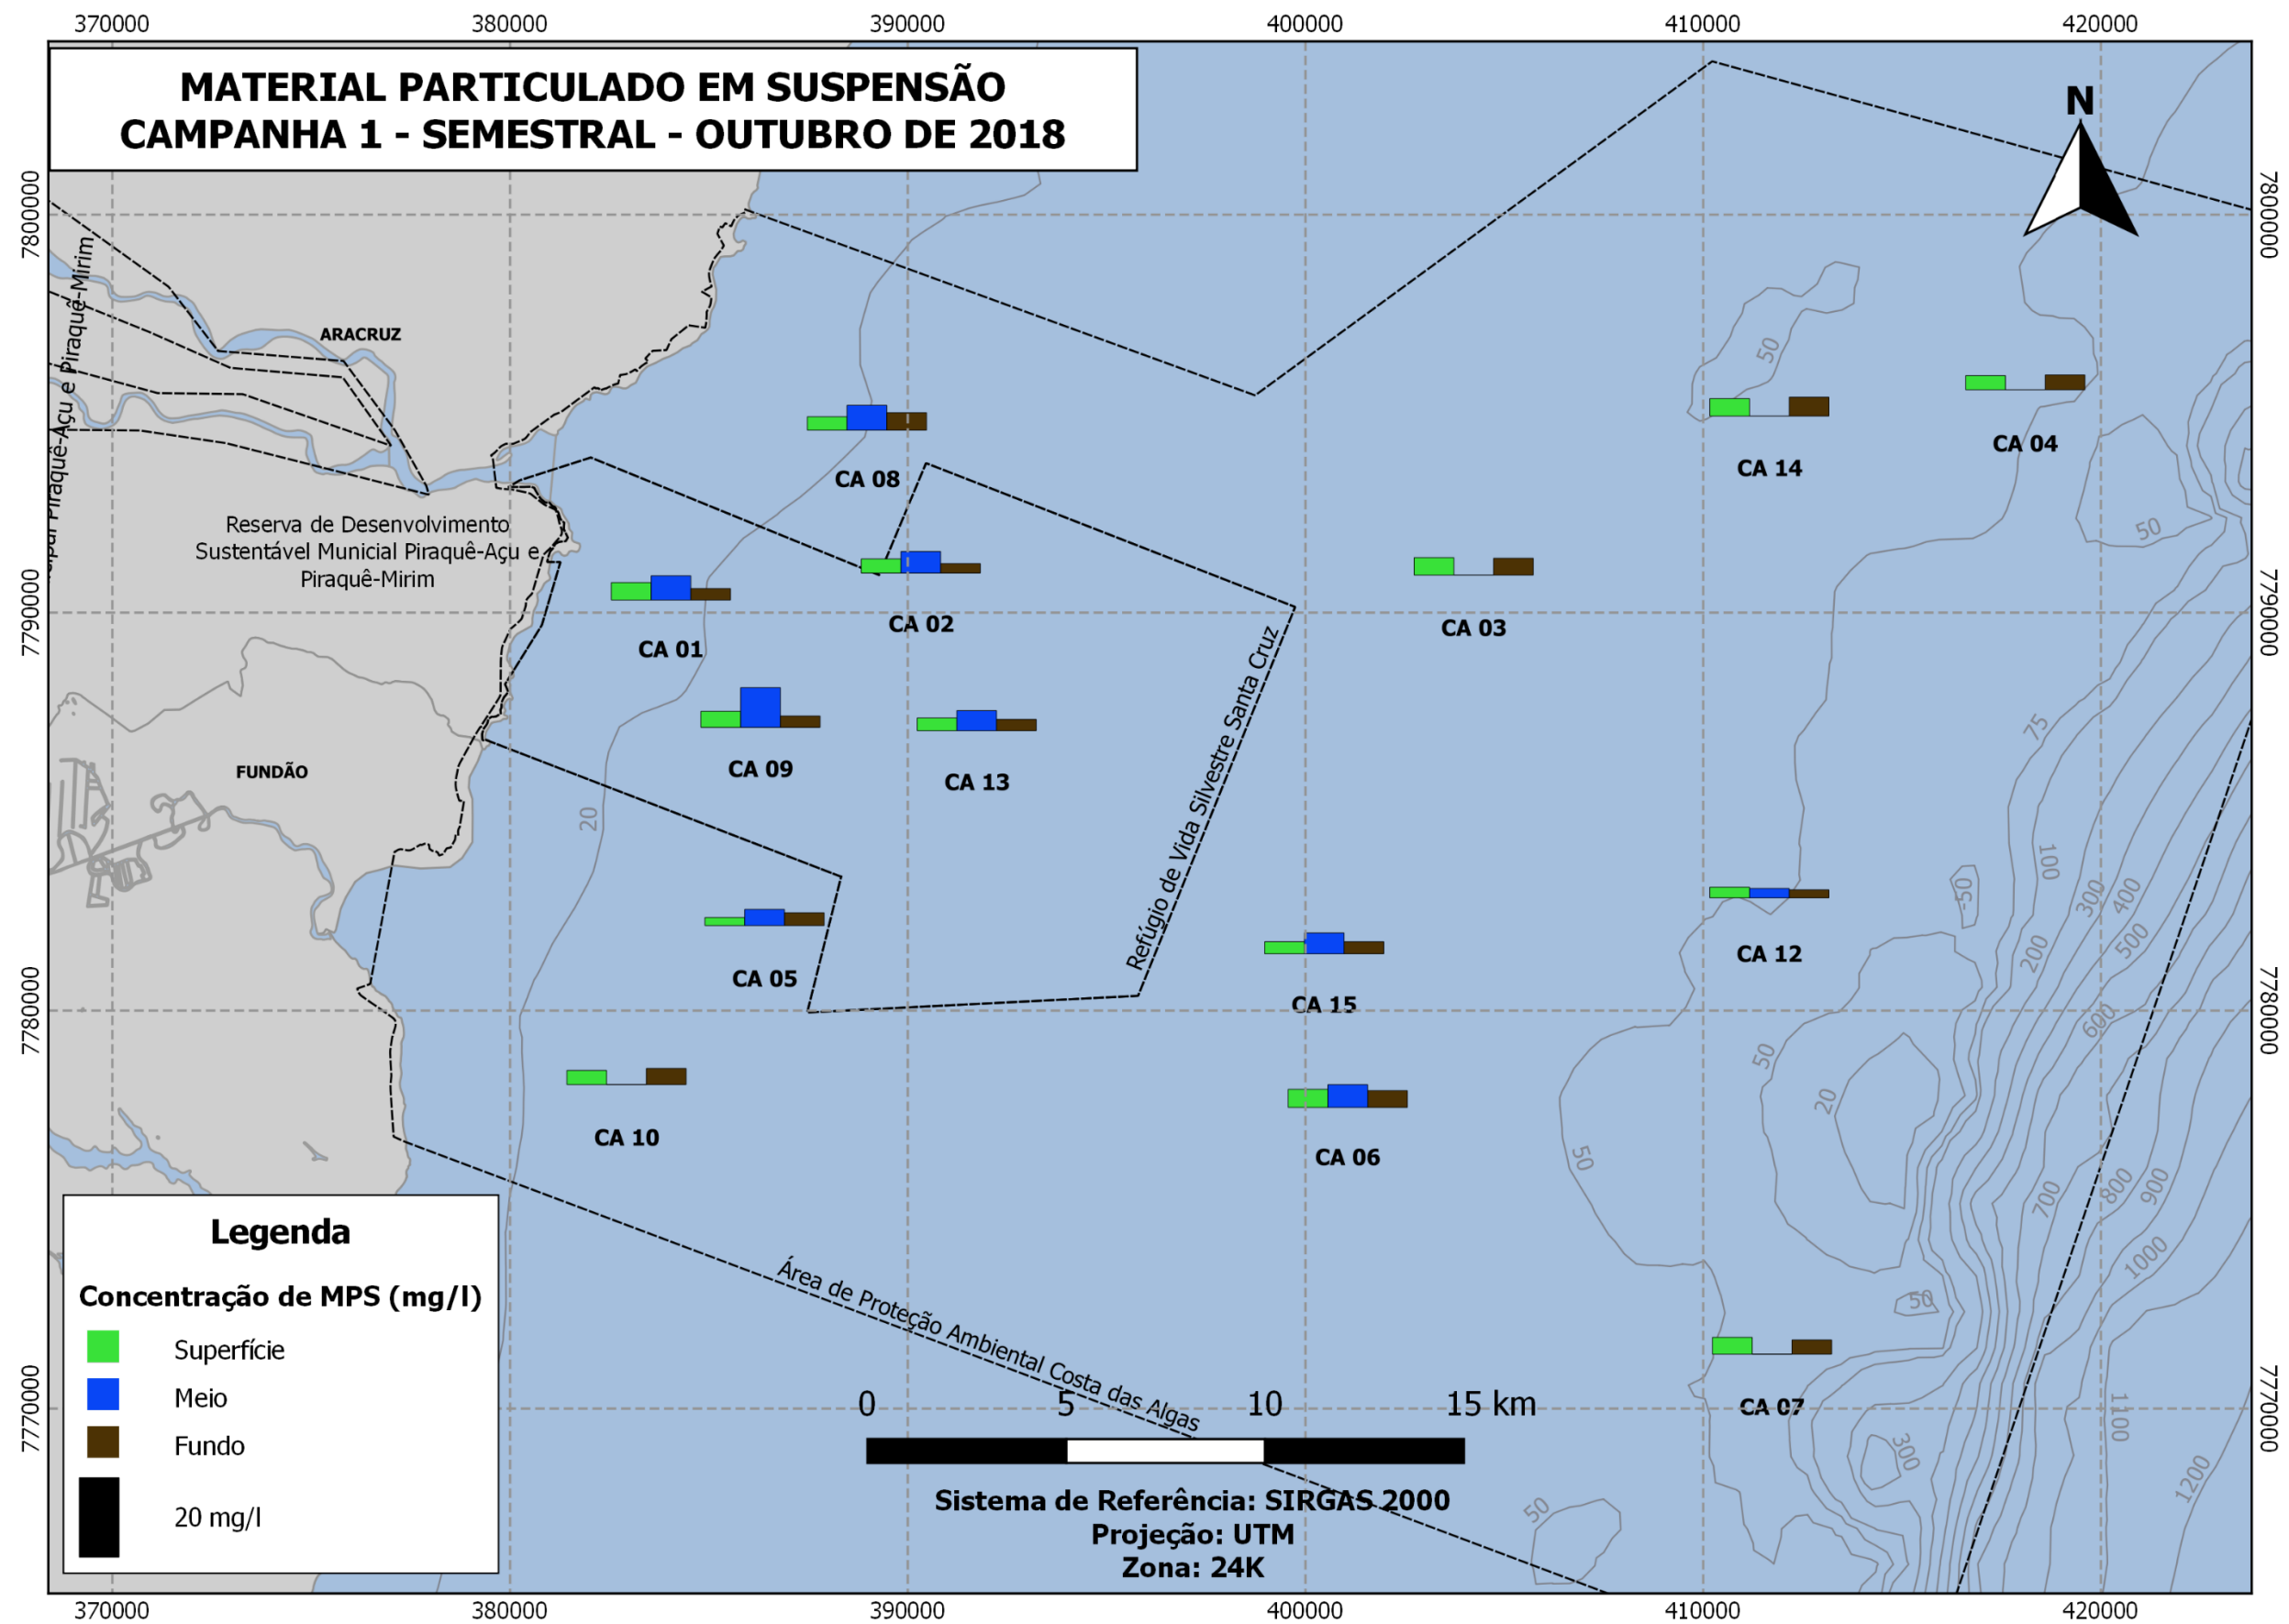 370000 380000 390000 400000 410000 420000
MATERIAL PARTICULADO EM SUSPENSÃO
CAMPANHA 1 - SEMESTRAL - OUTUBRO DE 2018
N
7800000 7800000
Piraquê-Açu e Piraquê-Mirim
ARACRUZ
50
CA 04
CA 14
CA 08
50
Reserva de Desenvolvimento
Sustentável Municial Piraquê-Açu e
Piraquê-Mirim
7790000 7790000
CA 02
CA 03
CA 01
Refúgio de Vida Silvestre Santa Cruz
75
CA 09
CA 13
FUNDÃO
20
100
-50
300
400
500
200
CA 12
CA 05
CA 15
7780000 7780000
600
50
20
CA 10
CA 06
50
700
800
900
1000
Legenda
Concentração de MPS (mg/l)
Superfície
Meio
Fundo
20 mg/l
Área de Proteção Ambiental Costa das Algas
50
CA 07
7770000 7770000
0 5 10 15 km
1100
300
1200
50
Sistema de Referência: SIRGAS 2000
Projeção: UTM
Zona: 24K
370000 380000 390000 400000 410000 420000